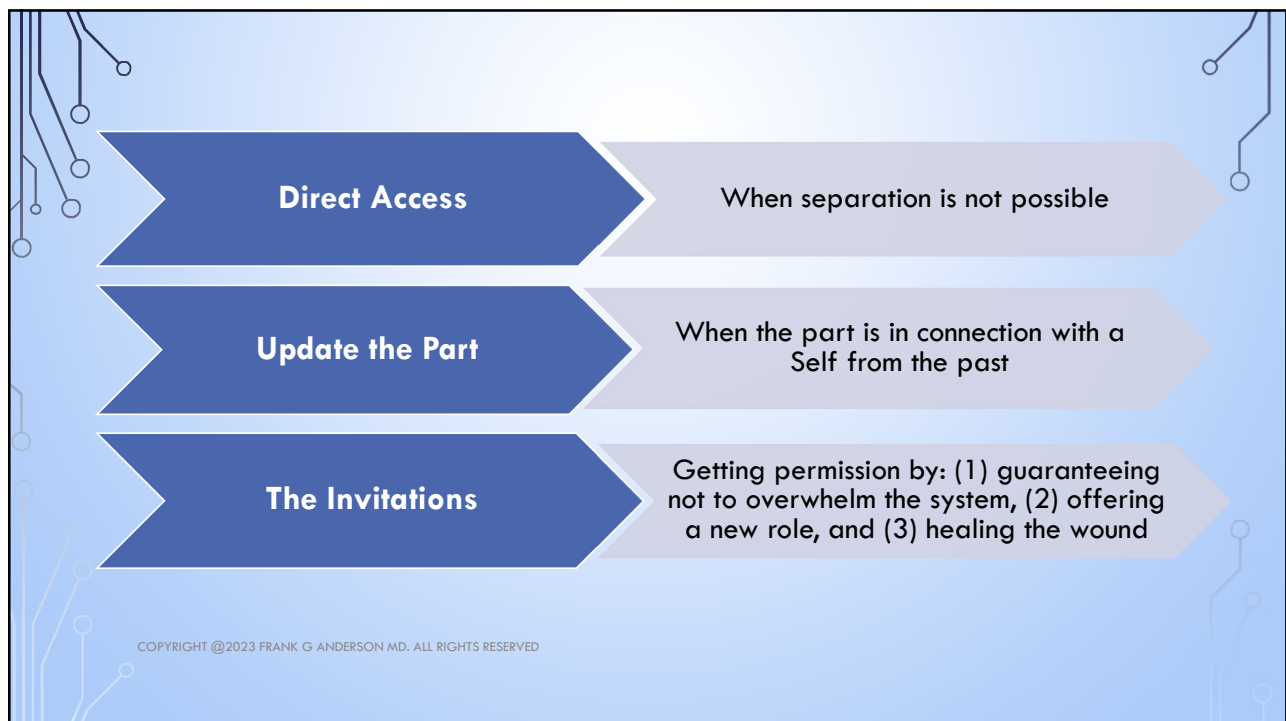 Direct Access
When separation is not possible
Update the Part
When the part is in connection with a
Self from the past
The Invitations
Getting permission by: (1) guaranteeing
not to overwhelm the system, (2) offering
a new role, and (3) healing the wound
COPYRIGHT @2023 FRANK G ANDERSON MD. ALL RIGHTS RESERVED